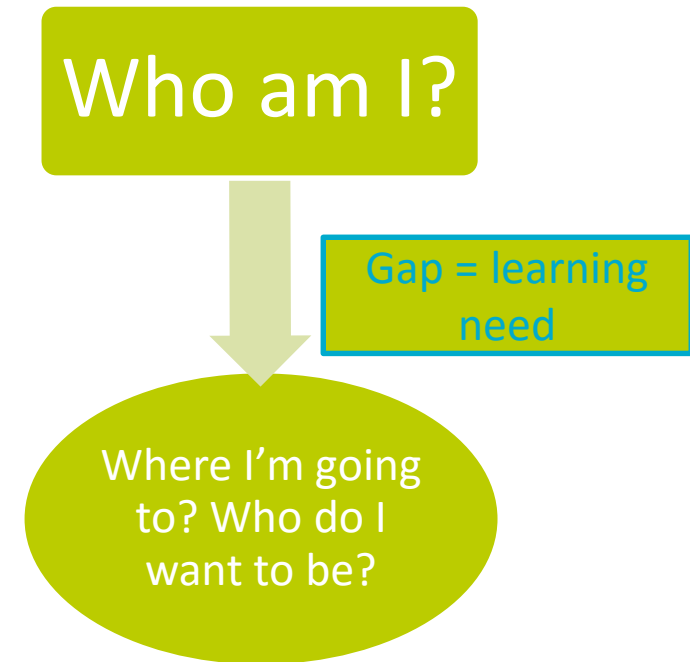 Who am I?
Gap = learning
need
Where I’m going
to? Who do I
want to be?